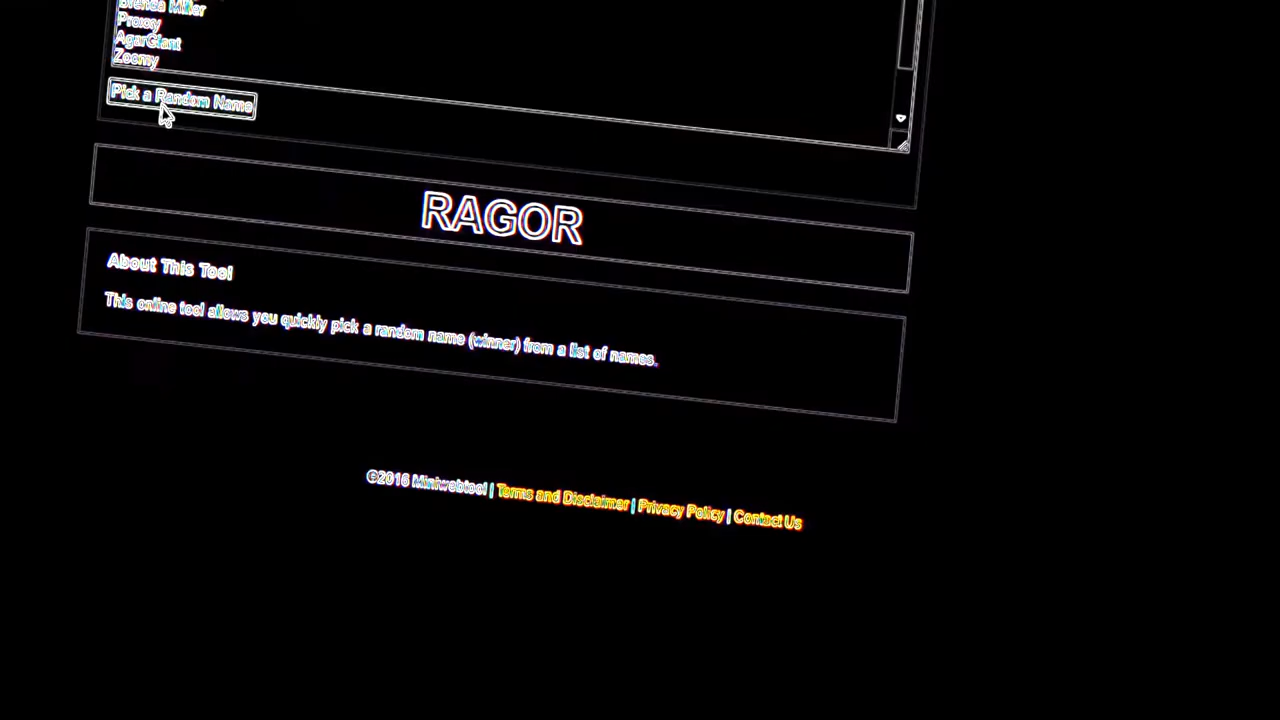 Brenda Miller
Proxxy
AgarGiant
Zoomy
Pick a Random Name
RAGOR
About This Tool
This online tool allows you quickly pick a random name (winner) from a list of names.
©2016 Miniwebtool | Terms and Disclaimer | Privacy Policy | Contact Us